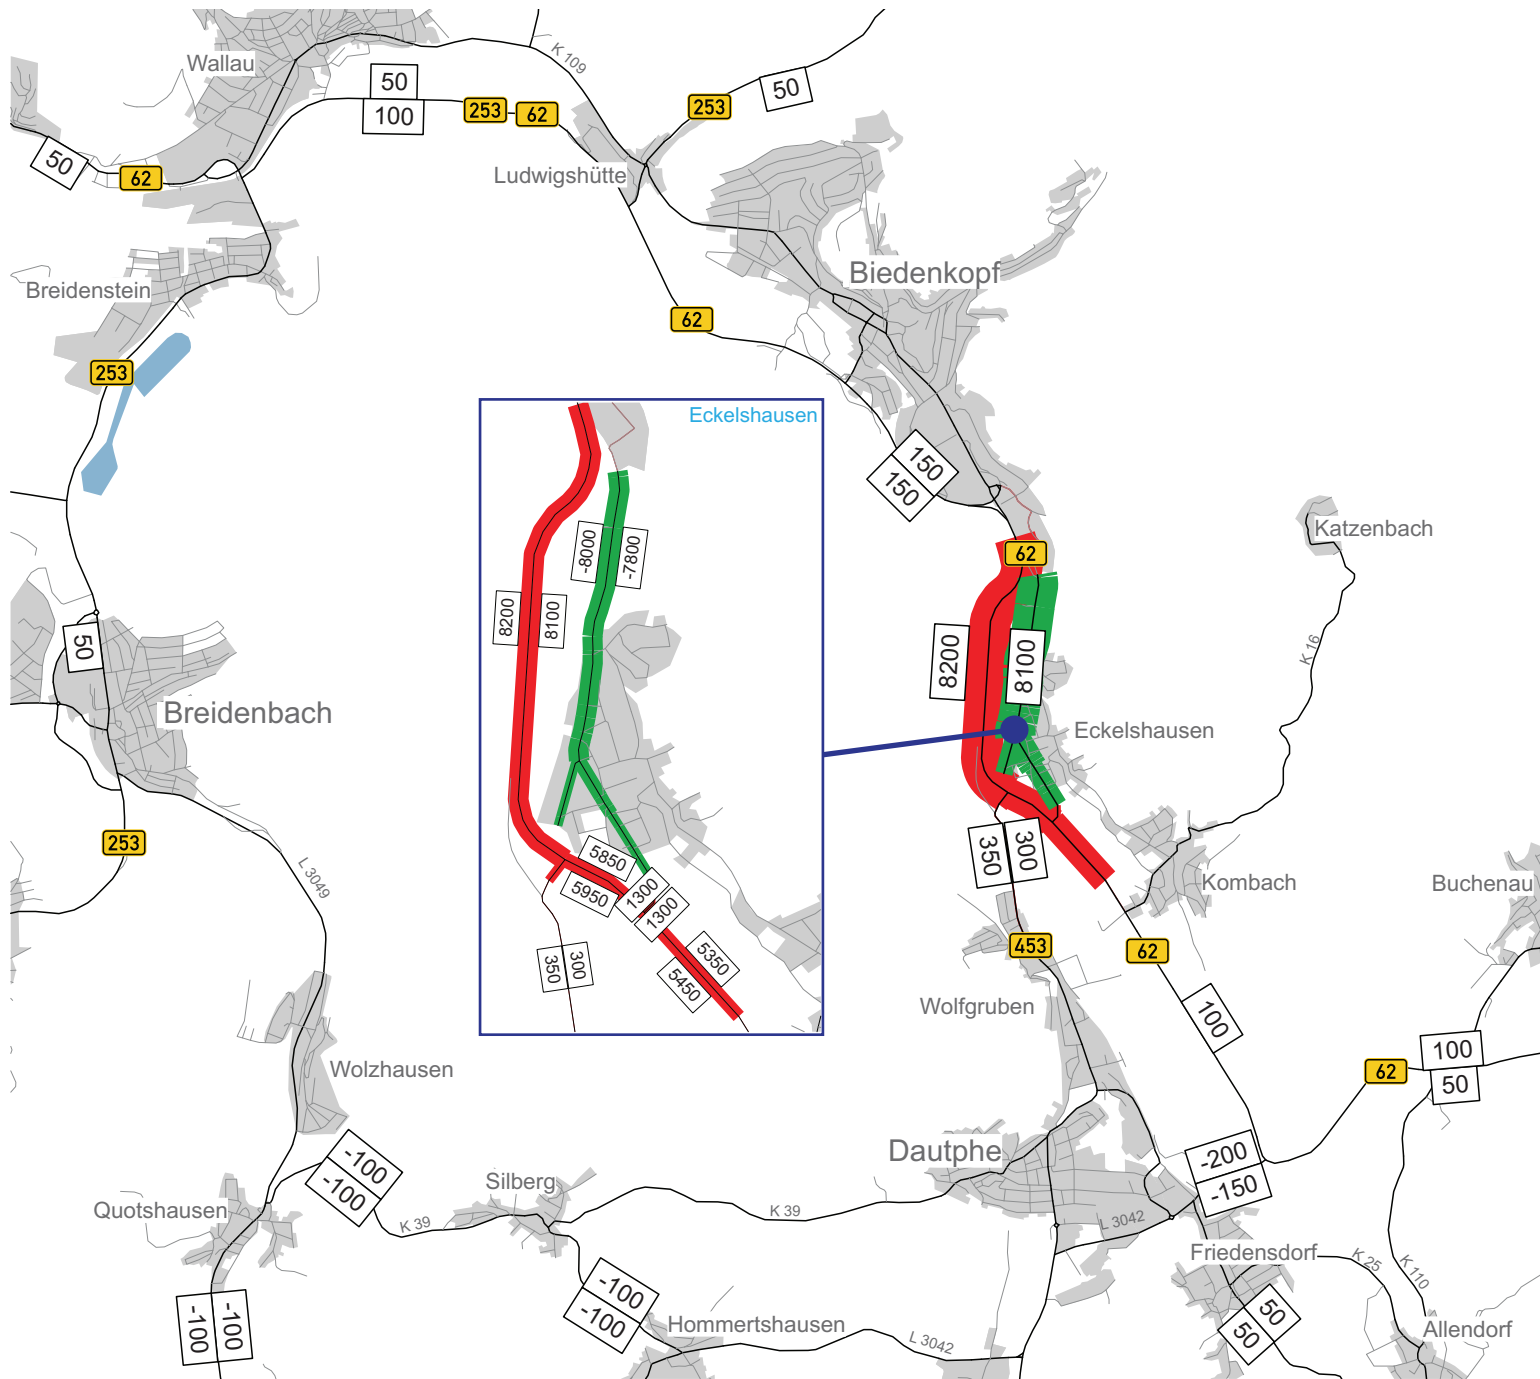 Wallau
50
100
253
62
K 109
253
50
50
62
Ludwigshütte
Breidenstein
Biedenkopf
62
253
Eckelshausen
150
150
-8000
-7800
8200
8100
5850
5950
1300
1300
350
300
5350
5450
62
Katzenbach
K 16
8200
8100
Eckelshausen
50
Breidenbach
253
L 3049
350
300
Kombach
Buchenau
453
62
Wolfgruben
100
Wolzhausen
62
100
50
Dautphe
-100
-100
Silberg
-200
-150
Quotshausen
K 39
K 39
L 3042
Friedensdorf
K 25
K 110
-100
-100
-100
-100
Hommertshausen
L 3042
50
50
Allendorf